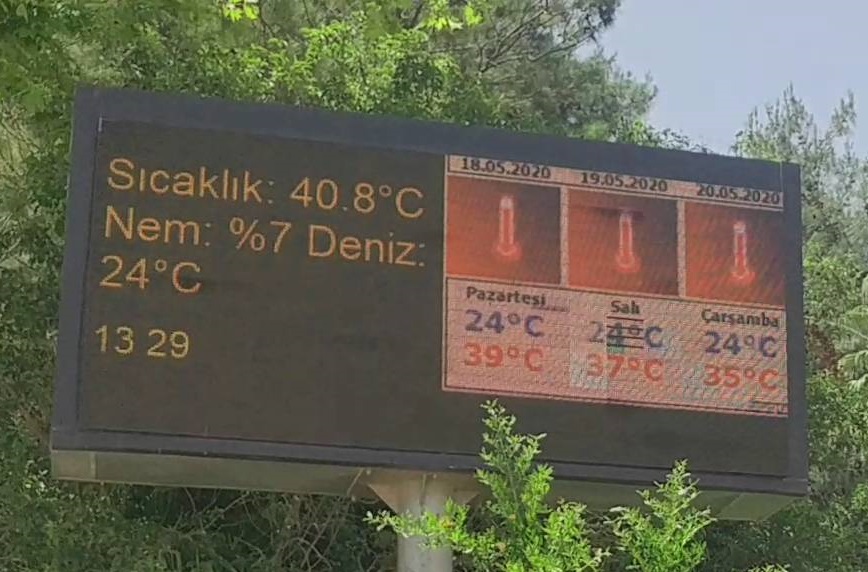 Sıcaklık: 40.8°C
Nem: %7 Deniz:
24°C
13 29
18.05.2020 19.05.2020 20.05.2020
Pazartesi Salı Çarşamba
24°C 24°C 24°C
39°C 37°C 35°C